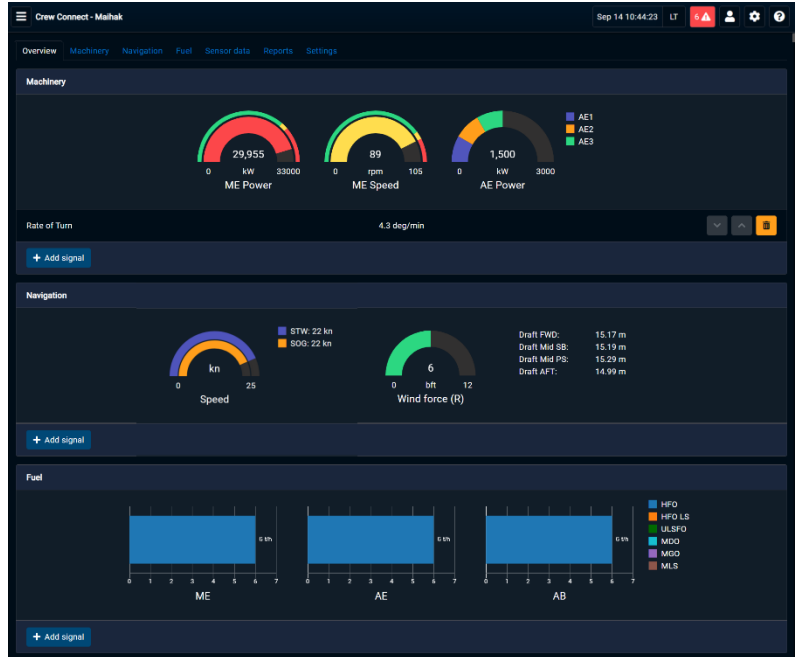 Crew Connect - Maihak
Sep 14 10:44:23 LT 6
Overview Machinery Navigation Fuel Sensor data Reports Settings
Machinery
29,955
0 kW 33000
ME Power
89
0 rpm 105
ME Speed
1,500
0 kW 3000
AE Power
AE1
AE2
AE3
Rate of Turn 4.3 deg/min
+ Add signal
Navigation
kn
0 25
Speed
STW: 22 kn
SOG: 22 kn
6
0 bft 12
Wind force (R)
Draft FWD: 15.17 m
Draft Mid SB: 15.19 m
Draft Mid PS: 15.29 m
Draft AFT: 14.99 m
+ Add signal
Fuel
6 t/h
0 1 2 3 4 5 6 7
ME
6 t/h
0 1 2 3 4 5 6 7
AE
6 t/h
0 1 2 3 4 5 6 7
AB
HFO
HFO LS
ULSFO
MDO
MGO
MLS
+ Add signal